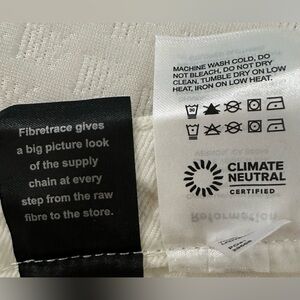 Fibretrace gives
a big picture look
of the supply
chain at every
step from the raw
fibre to the store.
MACHINE WASH COLD, DO
NOT BLEACH, DO NOT DRY
CLEAN, TUMBLE DRY ON LOW
HEAT, IRON ON LOW HEAT.
CLIMATE
NEUTRAL
CERTIFIED
Reformation